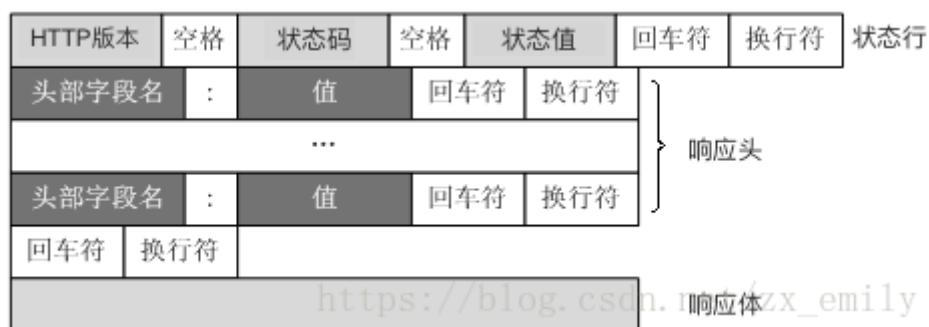 HTTP版本 空格 状态码 空格 状态值 回车符 换行符 状态行
头部字段名 : 值 回车符 换行符
...
响应头
头部字段名 : 值 回车符 换行符
回车符 换行符
响应体
https://blog.csdn.net/zx_emily